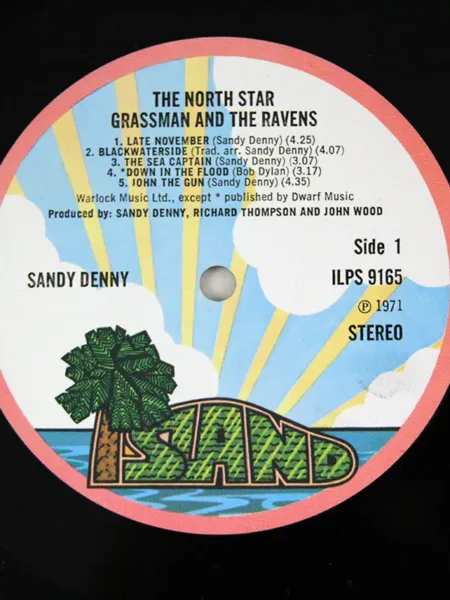 THE NORTH STAR
GRASSMAN AND THE RAVENS
1. LATE NOVEMBER (Sandy Denny) (4.25)
2. BLACKWATERSIDE (Trad. arr. Sandy Denny) (4.07)
3. THE SEA CAPTAIN (Sandy Denny) (3.07)
4. *DOWN IN THE FLOOD (Bob Dylan) (3.17)
5. JOHN THE GUN (Sandy Denny) (4.35)
Warlock Music Ltd., except * published by Dwarf Music
Produced by: SANDY DENNY, RICHARD THOMPSON AND JOHN WOOD
Side 1
SANDY DENNY
ILPS 9165
℗ 1971
STEREO
ISLAND